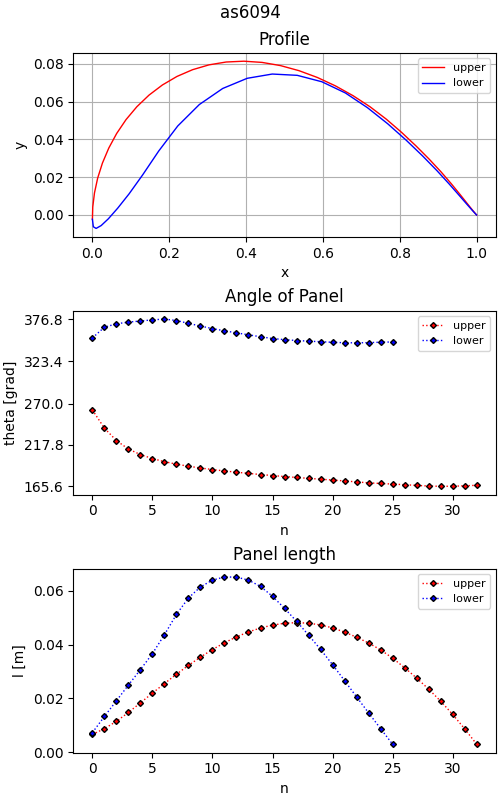 as6094
Profile
0.08
0.06
0.04
0.02
0.00
y
upper
lower
0.0 0.2 0.4 0.6 0.8 1.0
x
Angle of Panel
376.8
323.4
270.0
217.8
165.6
theta [grad]
upper
lower
0 5 10 15 20 25 30
n
Panel length
0.06
0.04
0.02
0.00
l [m]
upper
lower
0 5 10 15 20 25 30
n